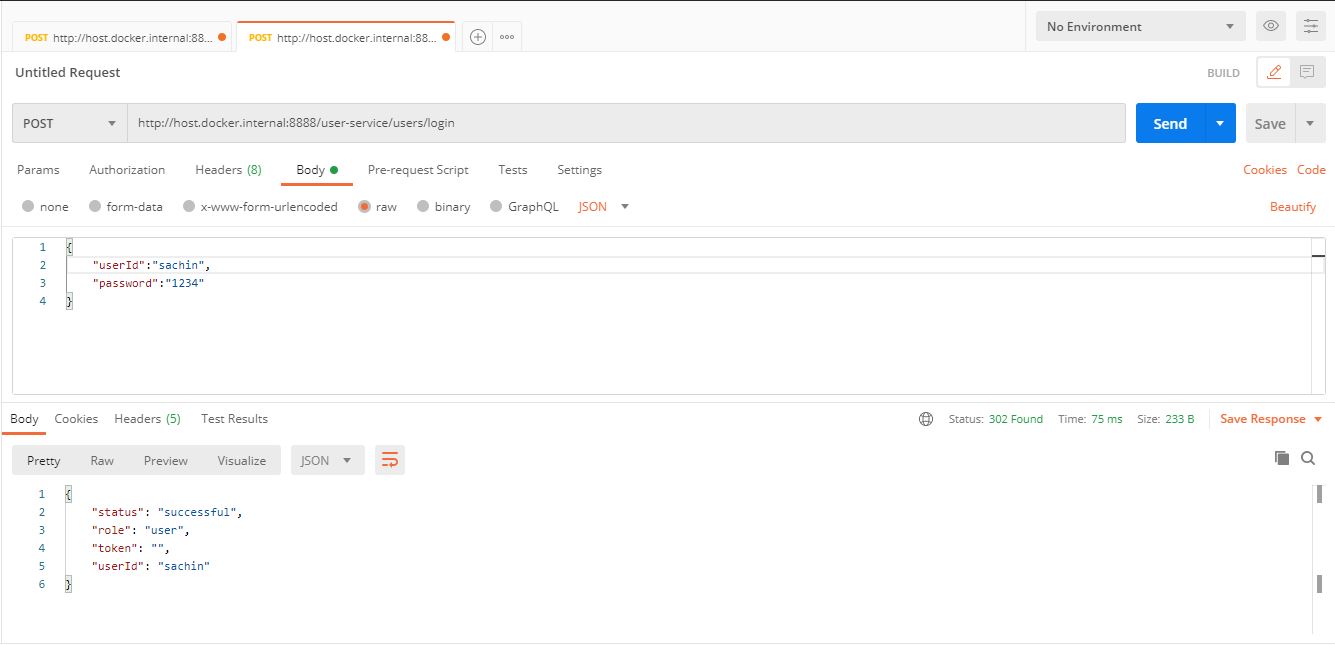 POST http://host.docker.internal:88... POST http://host.docker.internal:88... No Environment
Untitled Request BUILD
POST http://host.docker.internal:8888/user-service/users/login Send Save
Params Authorization Headers (8) Body Pre-request Script Tests Settings Cookies Code
none form-data x-www-form-urlencoded raw binary GraphQL JSON Beautify
1 {
2 "userId":"sachin",
3 "password":"1234"
4 }
Body Cookies Headers (5) Test Results Status: 302 Found Time: 75 ms Size: 233 B Save Response
Pretty Raw Preview Visualize JSON
1 {
2 "status": "successful",
3 "role": "user",
4 "token": "",
5 "userId": "sachin"
6 }